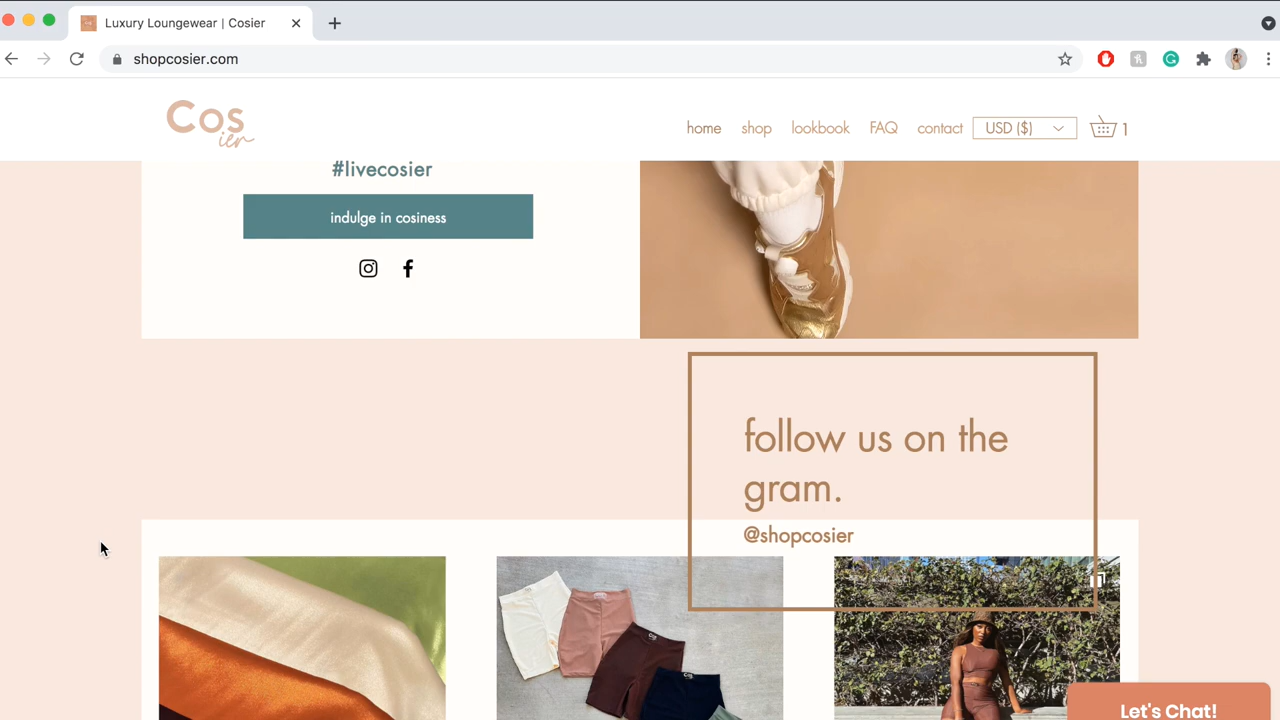 Luxury Loungewear | Cosier
shopcosier.com
Cos
ier
home shop lookbook FAQ contact USD ($) 1
#livecosier
indulge in cosiness
follow us on the
gram.
@shopcosier
Cos
Let's Chat!